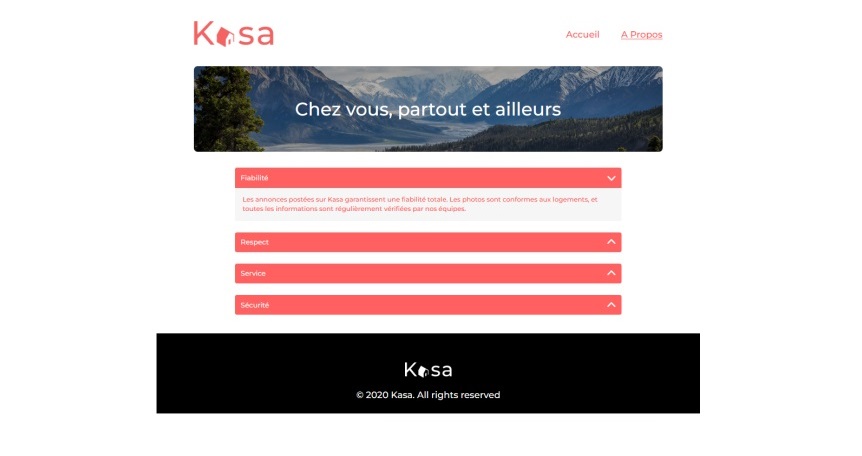 Kasa
Accueil
A Propos
Chez vous, partout et ailleurs
Fiabilité
Les annonces postées sur Kasa garantissent une fiabilité totale. Les photos sont conformes aux logements, et
toutes les informations sont régulièrement vérifiées par nos équipes.
Respect
Service
Sécurité
Kasa
© 2020 Kasa. All rights reserved